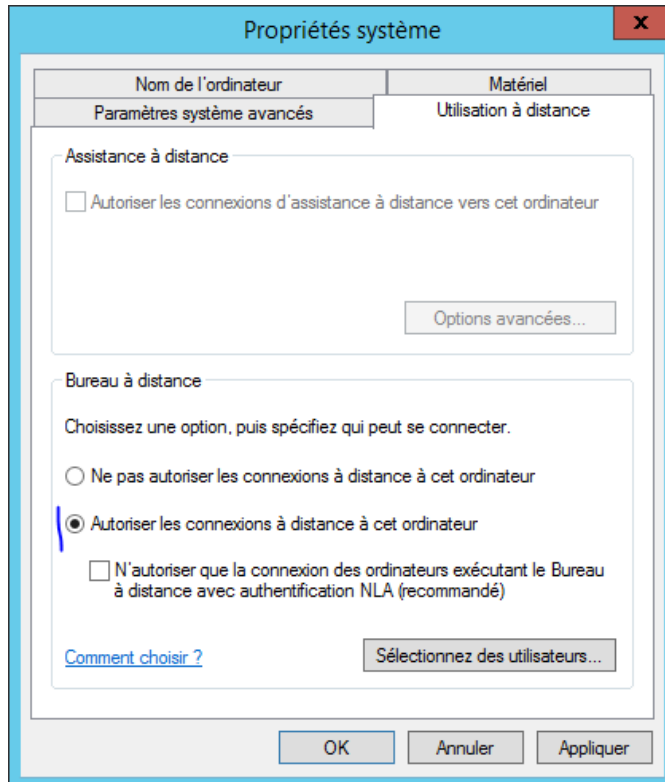 Propriétés système
x
Nom de l'ordinateur
Matériel
Paramètres système avancés
Utilisation à distance
Assistance à distance
Autoriser les connexions d'assistance à distance vers cet ordinateur
Options avancées...
Bureau à distance
Choisissez une option, puis spécifiez qui peut se connecter.
Ne pas autoriser les connexions à distance à cet ordinateur
Autoriser les connexions à distance à cet ordinateur
N'autoriser que la connexion des ordinateurs exécutant le Bureau
à distance avec authentification NLA (recommandé)
Comment choisir ?
Sélectionnez des utilisateurs...
OK
Annuler
Appliquer